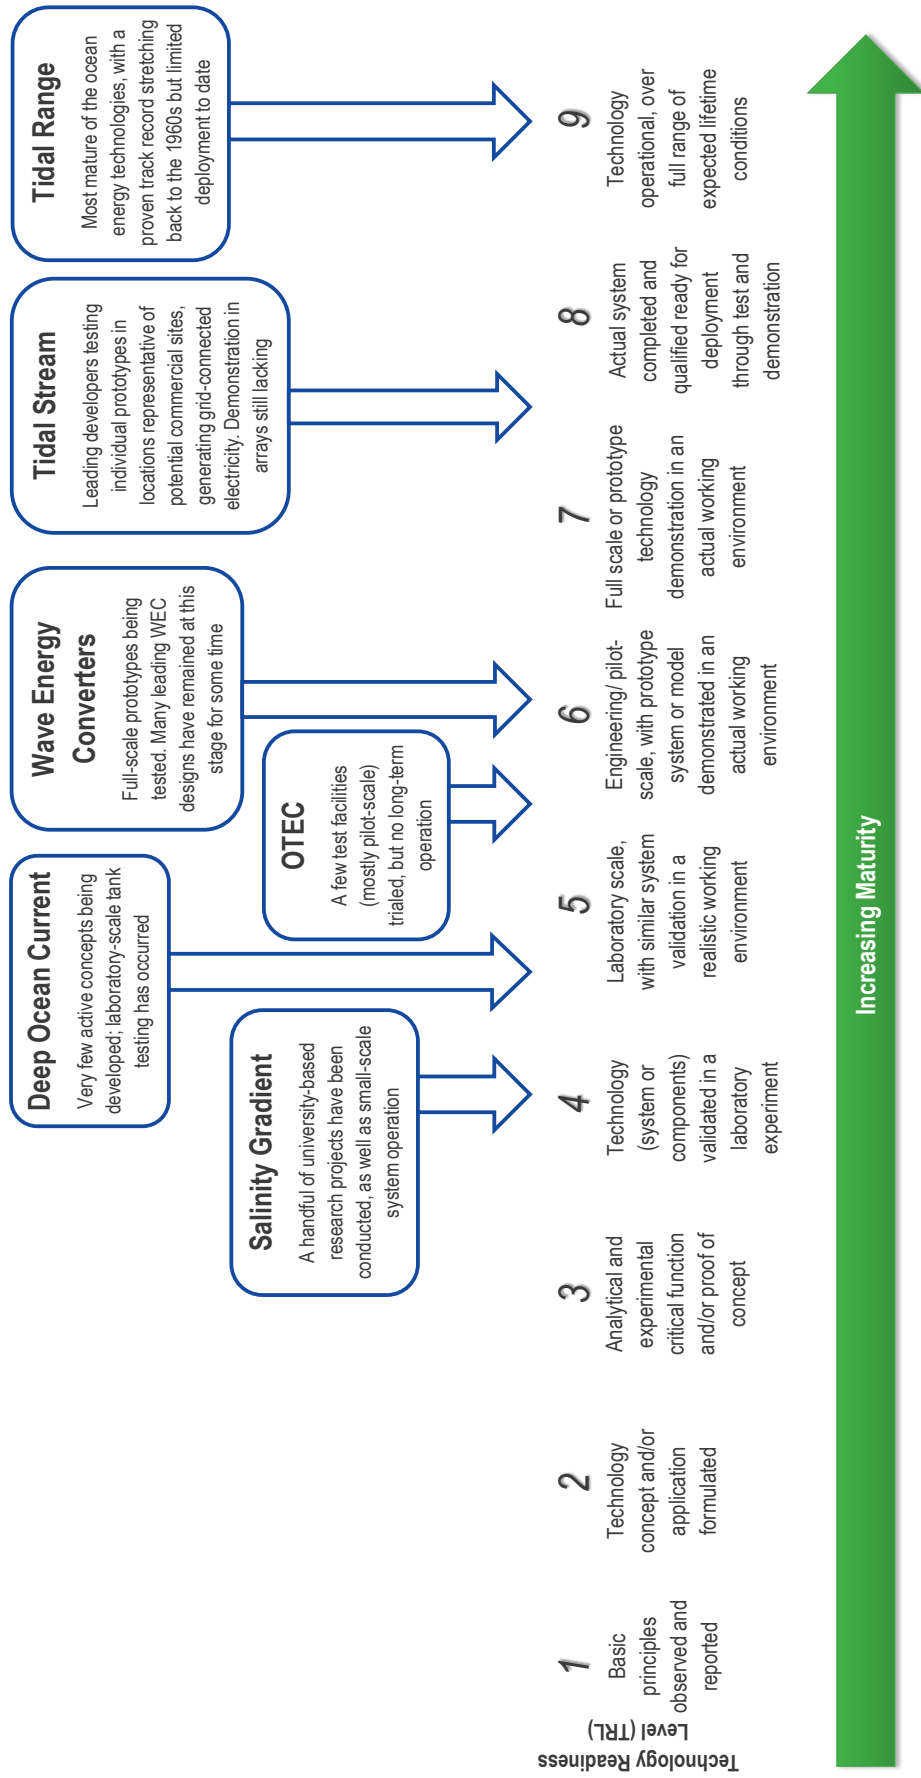 Deep Ocean Current
Very few active concepts being
developed; laboratory-scale tank
testing has occurred
Wave Energy
Converters
Full-scale prototypes being
tested. Many leading WEC
designs have remained at this
stage for some time
Tidal Stream
Leading developers testing
individual prototypes in
locations representative of
potential commercial sites,
generating grid-connected
electricity. Demonstration in
arrays still lacking
Tidal Range
Most mature of the ocean
energy technologies, with a
proven track record stretching
back to the 1960s but limited
deployment to date
Salinity Gradient
A handful of university-based
research projects have been
conducted, as well as small-scale
system operation
OTEC
A few test facilities
(mostly pilot-scale)
trialed, but no long-term
operation
Technology Readiness
Level (TRL)
1
Basic
principles
observed and
reported
2
Technology
concept and/or
application
formulated
3
Analytical and
experimental
critical function
and/or proof of
concept
4
Technology
(system or
components)
validated in a
laboratory
experiment
5
Laboratory scale,
with similar system
validation in a
realistic working
environment
6
Engineering/ pilot-
scale, with prototype
system or model
demonstrated in an
actual working
environment
7
Full scale or prototype
technology
demonstration in an
actual working
environment
8
Actual system
completed and
qualified ready for
deployment
through test and
demonstration
9
Technology
operational, over
full range of
expected lifetime
conditions
Increasing Maturity